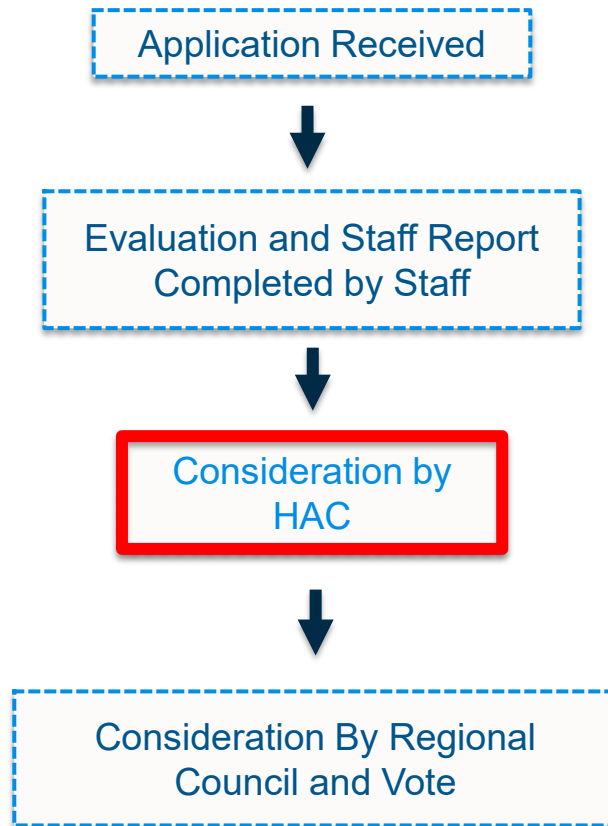 Application Received
Evaluation and Staff Report
Completed by Staff
Consideration by
HAC
Consideration By Regional
Council and Vote